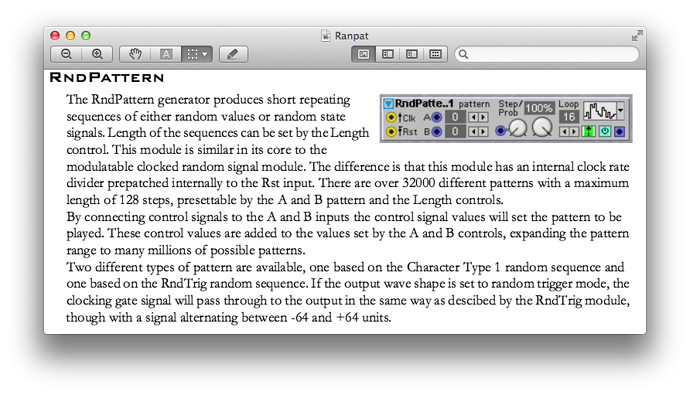 Ranpat
A
RndPattern
The RndPattern generator produces short repeating
sequences of either random values or random state
signals. Length of the sequences can be set by the Length
control. This module is similar in its core to the
modulatable clocked random signal module. The difference is that this module has an internal clock rate
divider prepatched internally to the Rst input. There are over 32000 different patterns with a maximum
length of 128 steps, presettable by the A and B pattern and the Length controls.
By connecting control signals to the A and B inputs the control signal values will set the pattern to be
played. These control values are added to the values set by the A and B controls, expanding the pattern
range to many millions of possible patterns.
Two different types of pattern are available, one based on the Character Type 1 random sequence and
one based on the RndTrig random sequence. If the output wave shape is set to random trigger mode, the
clocking gate signal will pass through to the output in the same way as descibed by the RndTrig module,
though with a signal alternating between -64 and +64 units.
RndPatte..1 pattern Step/ 100% Loop
Prob 16
Clk A 0
Rst B 0